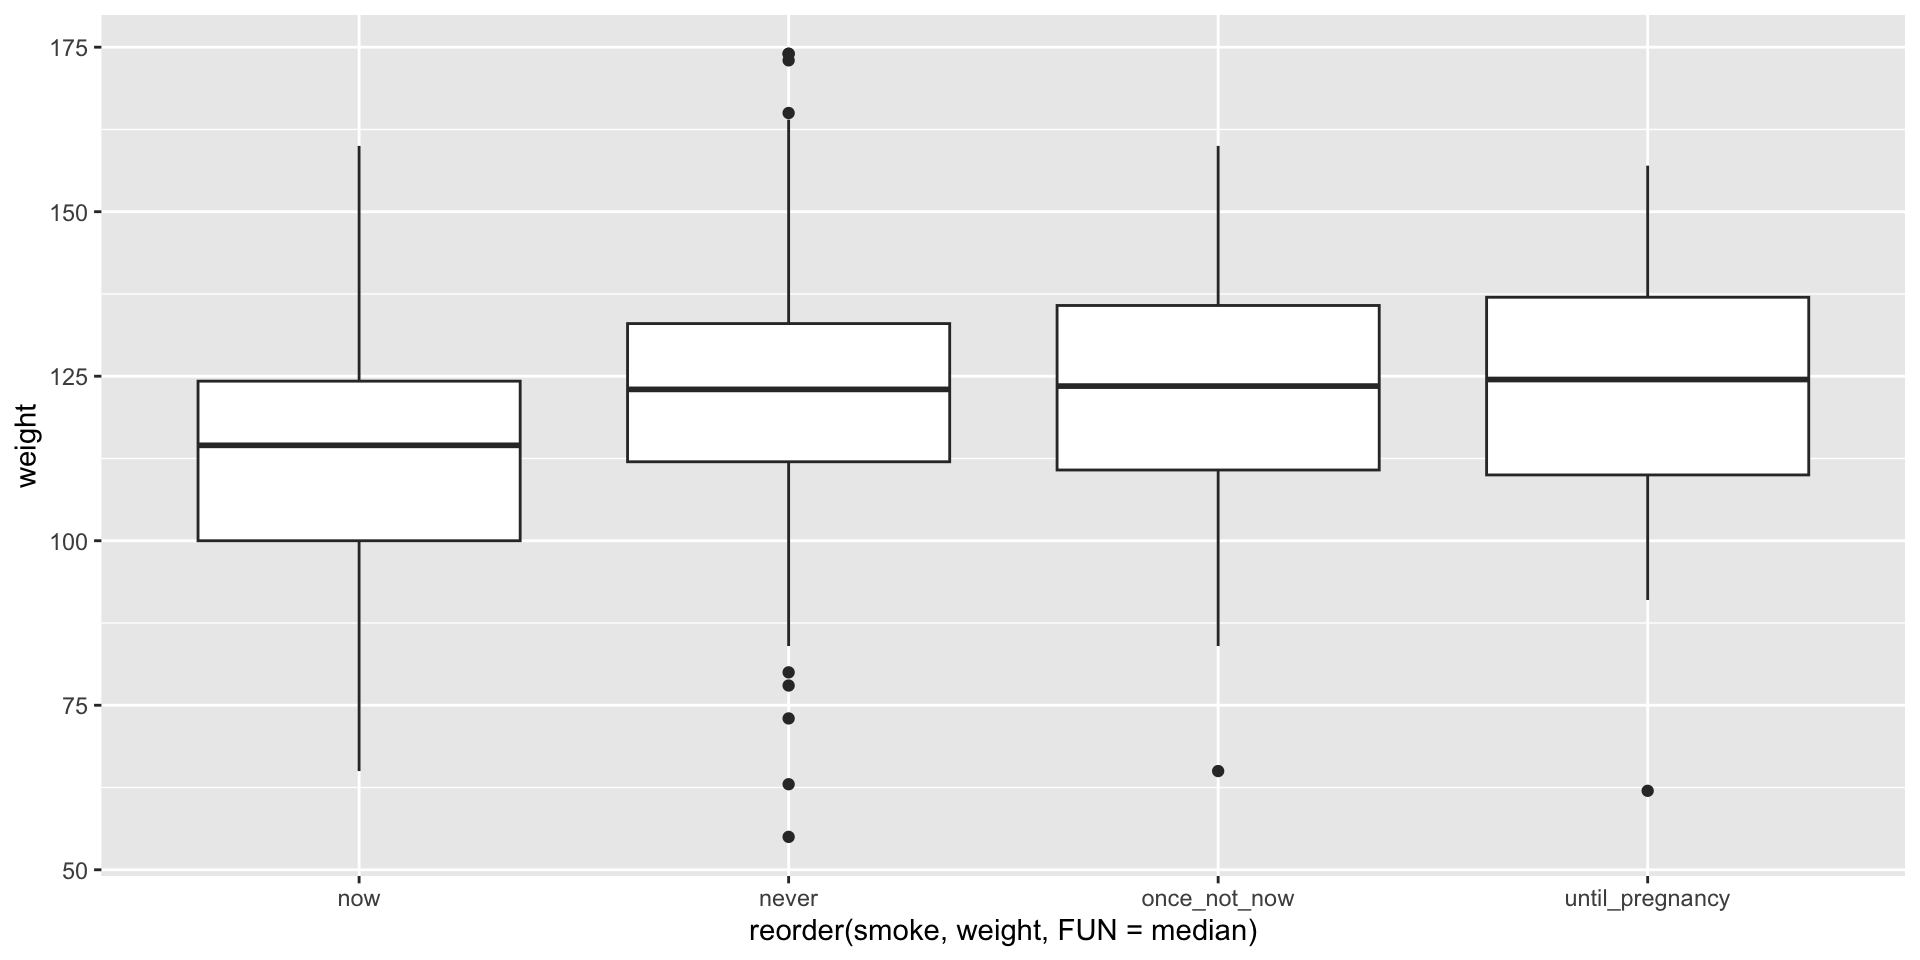 175
150
125
100
75
50
weight
now never once_not_now until_pregnancy
reorder(smoke, weight, FUN = median)